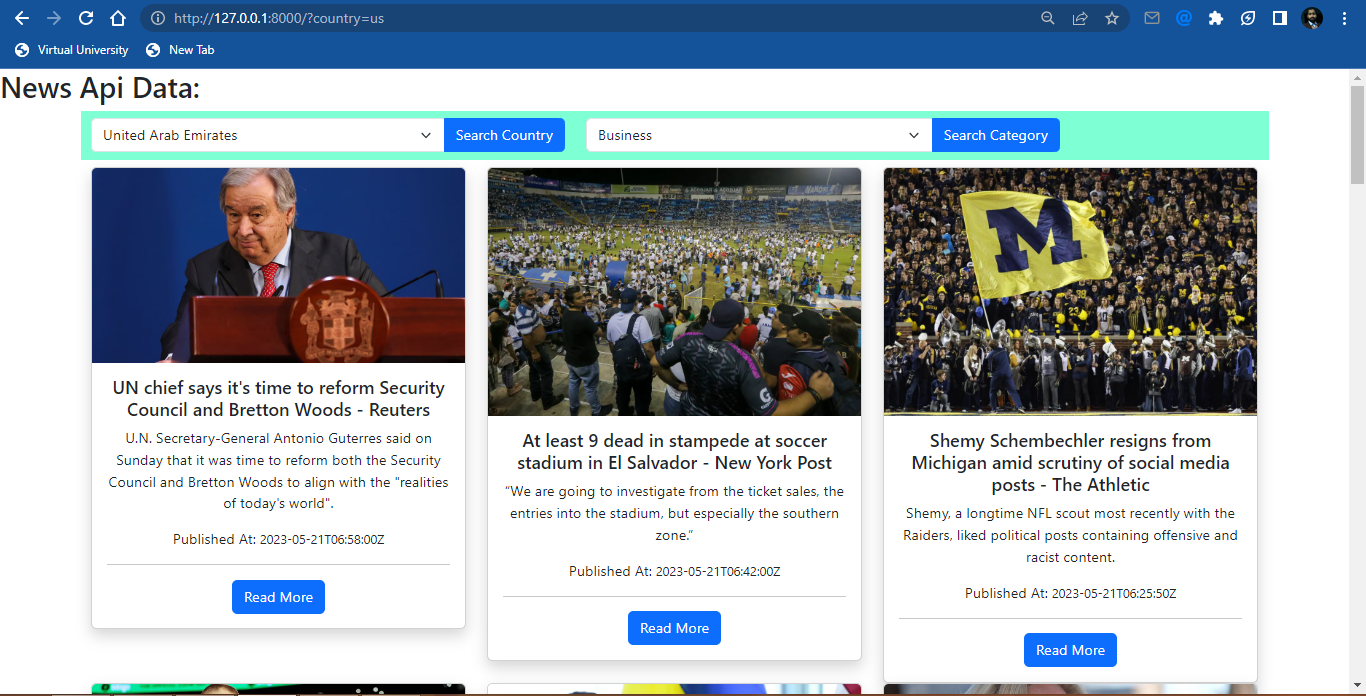 http://127.0.0.1:8000/?country=us
Virtual University
New Tab
News Api Data:
United Arab Emirates
Search Country
Business
Search Category
UN chief says it's time to reform Security
Council and Bretton Woods - Reuters
U.N. Secretary-General Antonio Guterres said on
Sunday that it was time to reform both the Security
Council and Bretton Woods to align with the "realities
of today's world".
Published At: 2023-05-21T06:58:00Z
Read More
At least 9 dead in stampede at soccer
stadium in El Salvador - New York Post
“We are going to investigate from the ticket sales, the
entries into the stadium, but especially the southern
zone.”
Published At: 2023-05-21T06:42:00Z
Read More
M
Shemy Schembechler resigns from
Michigan amid scrutiny of social media
posts - The Athletic
Shemy, a longtime NFL scout most recently with the
Raiders, liked political posts containing offensive and
racist content.
Published At: 2023-05-21T06:25:50Z
Read More